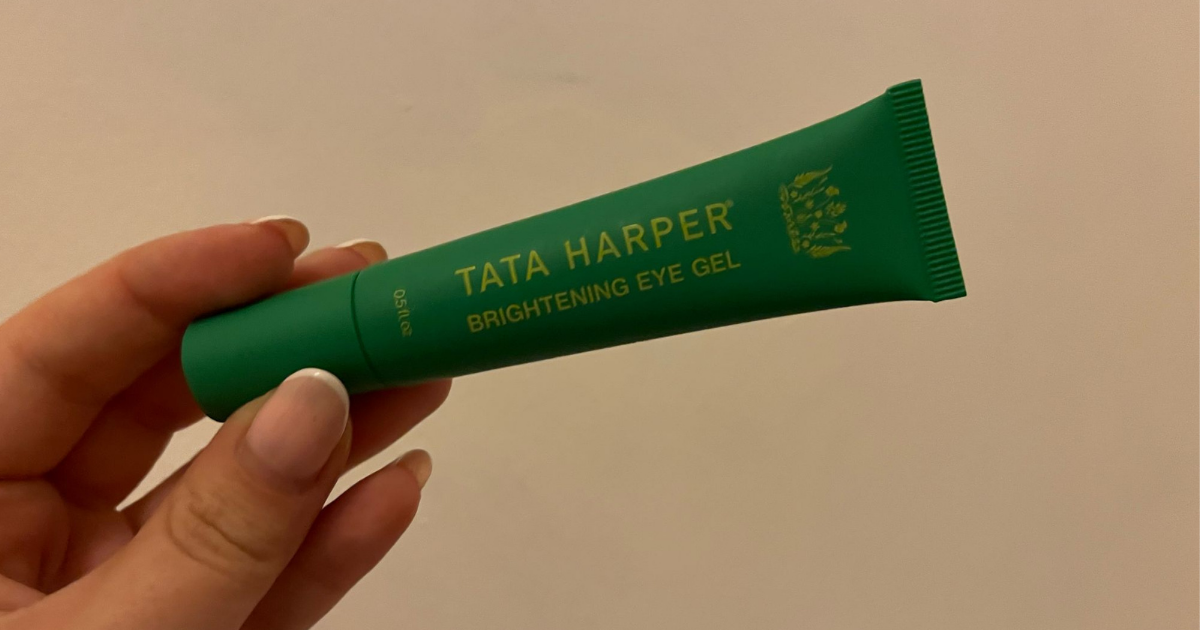 TATA HARPER®
BRIGHTENING EYE GEL
0.5 fl. oz